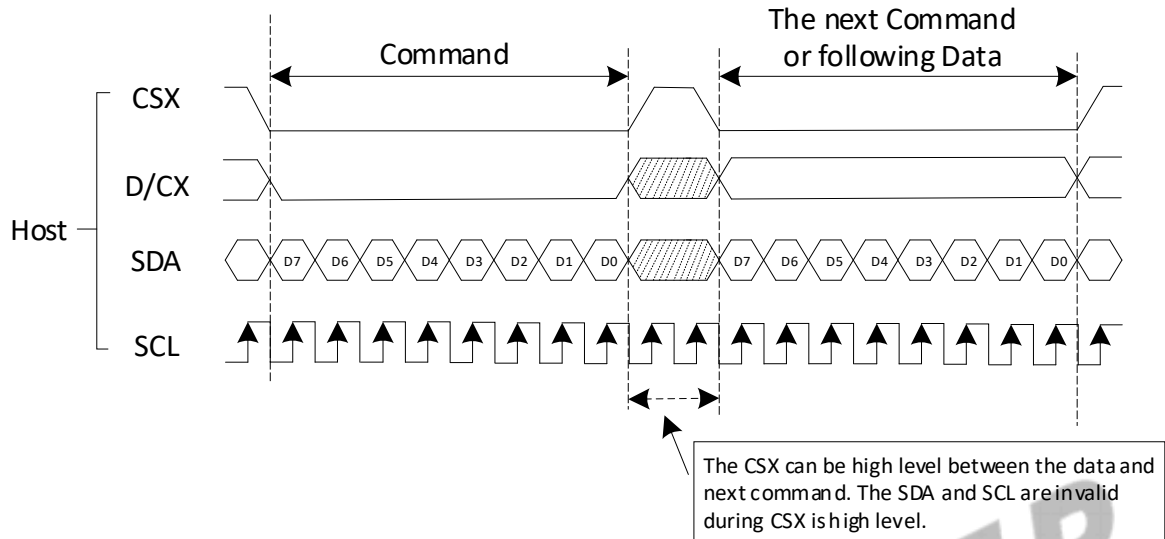 Command
The next Command
or following Data
CSX
D/CX
Host
SDA
D7 D6 D5 D4 D3 D2 D1 D0 D7 D6 D5 D4 D3 D2 D1 D0
SCL
The CSX can be high level between the data and
next command. The SDA and SCL are invalid
during CSX is high level.